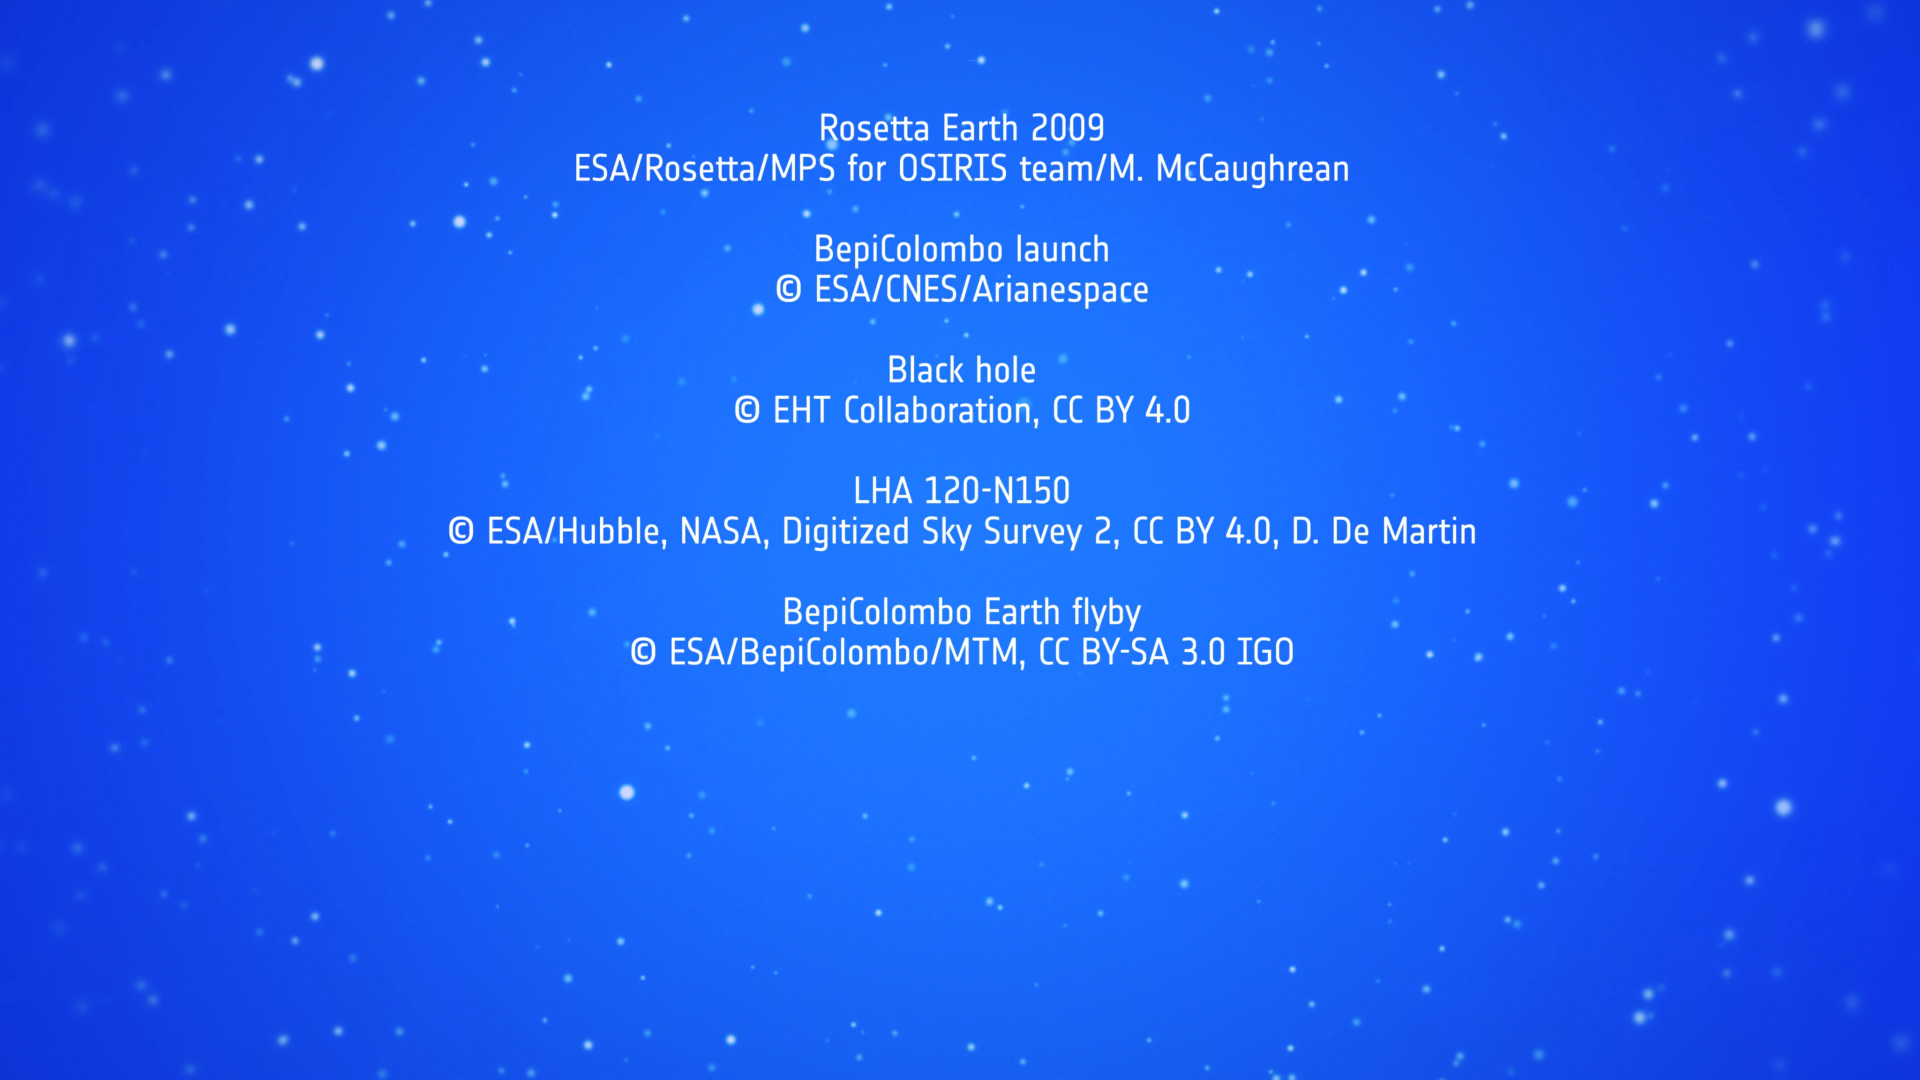 Rosetta Earth 2009
ESA/Rosetta/MPS for OSIRIS team/M. McCaughrean
BepiColombo launch
© ESA/CNES/Arianespace
Black hole
© EHT Collaboration, CC BY 4.0
LHA 120-N150
© ESA/Hubble, NASA, Digitized Sky Survey 2, CC BY 4.0, D. De Martin
BepiColombo Earth flyby
© ESA/BepiColombo/MTM, CC BY-SA 3.0 IGO